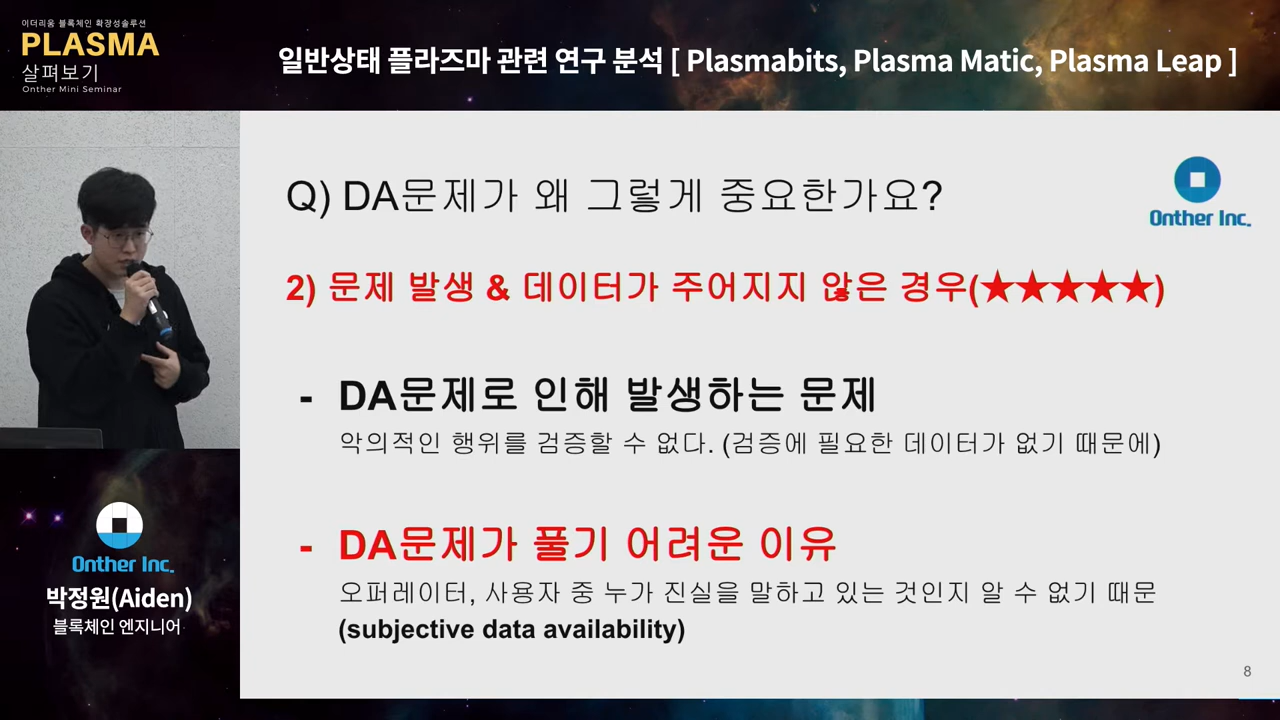 이더리움 블록체인 확장성솔루션
PLASMA
살펴보기
Onther Mini Seminar
일반상태 플라즈마 관련 연구 분석 [ Plasmabits, Plasma Matic, Plasma Leap ]
Onther Inc.
Q) DA문제가 왜 그렇게 중요한가요?
2) 문제 발생 & 데이터가 주어지지 않은 경우(★★★★★)
- DA문제로 인해 발생하는 문제
악의적인 행위를 검증할 수 없다. (검증에 필요한 데이터가 없기 때문에)
- DA문제가 풀기 어려운 이유
오퍼레이터, 사용자 중 누가 진실을 말하고 있는 것인지 알 수 없기 때문
(subjective data availability)
8
Onther Inc.
박정원(Aiden)
블록체인 엔지니어